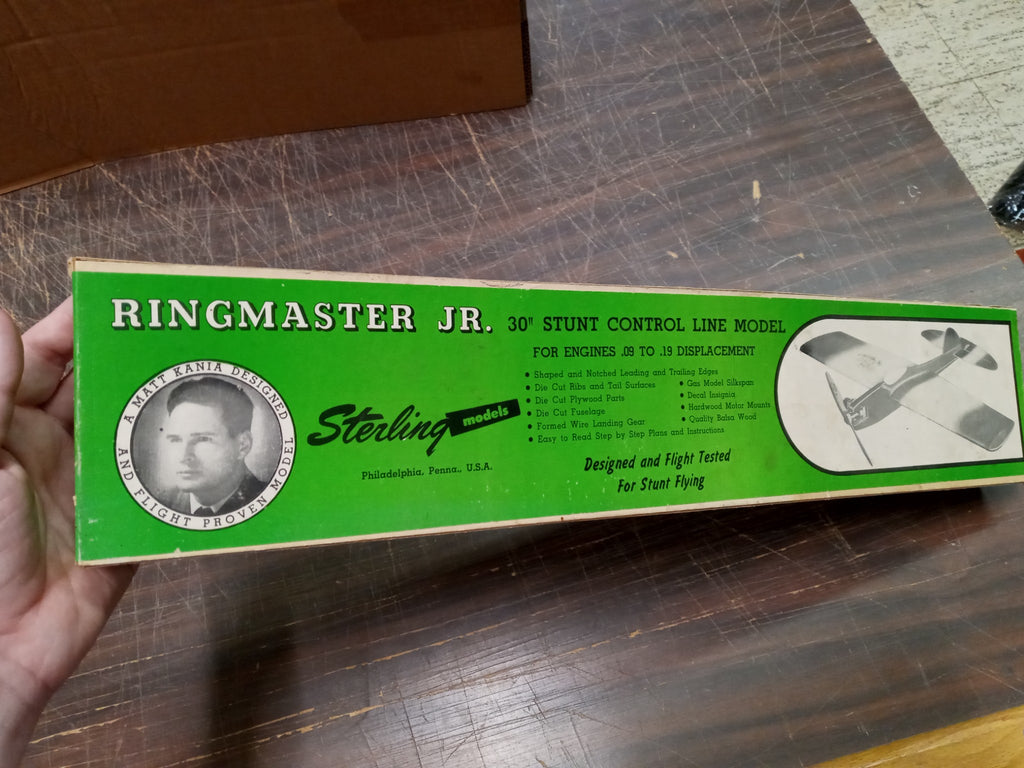 RINGMASTER JR. 30" STUNT CONTROL LINE MODEL
FOR ENGINES .09 TO .19 DISPLACEMENT
• Shaped and Notched Leading and Trailing Edges
• Die Cut Ribs and Tail Surfaces
• Die Cut Plywood Parts
• Die Cut Fuselage
• Formed Wire Landing Gear
• Easy to Read Step by Step Plans and Instructions
• Gas Model Silkspan
• Decal Insignia
• Hardwood Motor Mounts
• Quality Balsa Wood
A MATT KANIA DESIGNED
AND FLIGHT PROVEN MODEL
Sterling models
Philadelphia, Penna., U.S.A.
Designed and Flight Tested
For Stunt Flying